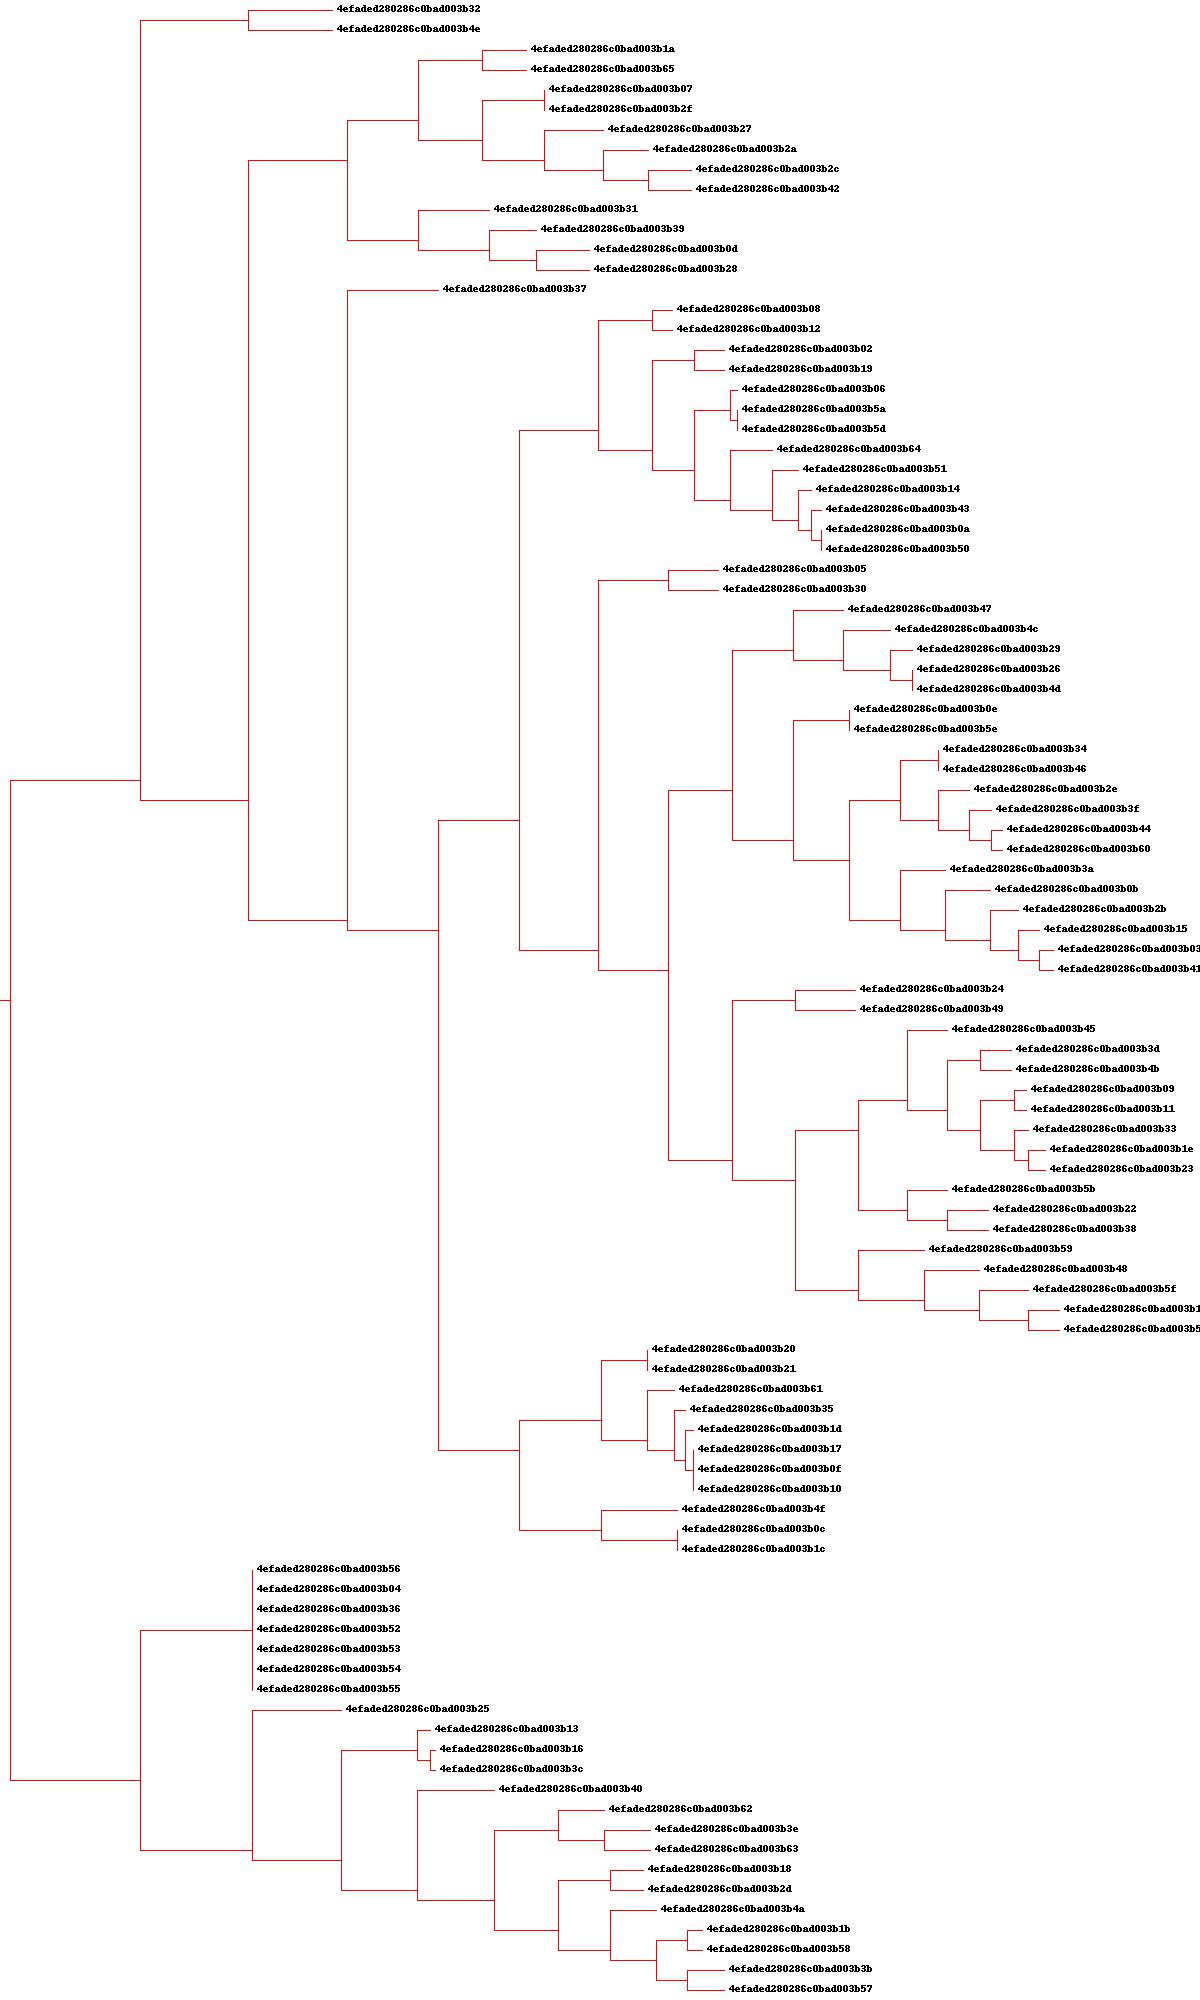 4efaded280286c0bad003b32
4efaded280286c0bad003b4e
4efaded280286c0bad003b1a
4efaded280286c0bad003b65
4efaded280286c0bad003b07
4efaded280286c0bad003b2f
4efaded280286c0bad003b27
4efaded280286c0bad003b2a
4efaded280286c0bad003b2c
4efaded280286c0bad003b42
4efaded280286c0bad003b31
4efaded280286c0bad003b39
4efaded280286c0bad003b0d
4efaded280286c0bad003b28
4efaded280286c0bad003b37
4efaded280286c0bad003b08
4efaded280286c0bad003b12
4efaded280286c0bad003b02
4efaded280286c0bad003b19
4efaded280286c0bad003b06
4efaded280286c0bad003b5a
4efaded280286c0bad003b5d
4efaded280286c0bad003b64
4efaded280286c0bad003b51
4efaded280286c0bad003b14
4efaded280286c0bad003b43
4efaded280286c0bad003b0a
4efaded280286c0bad003b50
4efaded280286c0bad003b05
4efaded280286c0bad003b30
4efaded280286c0bad003b47
4efaded280286c0bad003b4c
4efaded280286c0bad003b29
4efaded280286c0bad003b26
4efaded280286c0bad003b4d
4efaded280286c0bad003b0e
4efaded280286c0bad003b5e
4efaded280286c0bad003b34
4efaded280286c0bad003b46
4efaded280286c0bad003b2e
4efaded280286c0bad003b3f
4efaded280286c0bad003b44
4efaded280286c0bad003b60
4efaded280286c0bad003b3a
4efaded280286c0bad003b0b
4efaded280286c0bad003b2b
4efaded280286c0bad003b15
4efaded280286c0bad003b03
4efaded280286c0bad003b41
4efaded280286c0bad003b24
4efaded280286c0bad003b49
4efaded280286c0bad003b45
4efaded280286c0bad003b3d
4efaded280286c0bad003b4b
4efaded280286c0bad003b09
4efaded280286c0bad003b11
4efaded280286c0bad003b33
4efaded280286c0bad003b1e
4efaded280286c0bad003b23
4efaded280286c0bad003b5b
4efaded280286c0bad003b22
4efaded280286c0bad003b38
4efaded280286c0bad003b59
4efaded280286c0bad003b48
4efaded280286c0bad003b5f
4efaded280286c0bad003b1
4efaded280286c0bad003b5
4efaded280286c0bad003b20
4efaded280286c0bad003b21
4efaded280286c0bad003b61
4efaded280286c0bad003b35
4efaded280286c0bad003b1d
4efaded280286c0bad003b17
4efaded280286c0bad003b0f
4efaded280286c0bad003b10
4efaded280286c0bad003b4f
4efaded280286c0bad003b0c
4efaded280286c0bad003b1c
4efaded280286c0bad003b56
4efaded280286c0bad003b04
4efaded280286c0bad003b36
4efaded280286c0bad003b52
4efaded280286c0bad003b53
4efaded280286c0bad003b54
4efaded280286c0bad003b55
4efaded280286c0bad003b25
4efaded280286c0bad003b13
4efaded280286c0bad003b16
4efaded280286c0bad003b3c
4efaded280286c0bad003b40
4efaded280286c0bad003b62
4efaded280286c0bad003b3e
4efaded280286c0bad003b63
4efaded280286c0bad003b18
4efaded280286c0bad003b2d
4efaded280286c0bad003b4a
4efaded280286c0bad003b1b
4efaded280286c0bad003b58
4efaded280286c0bad003b3b
4efaded280286c0bad003b57